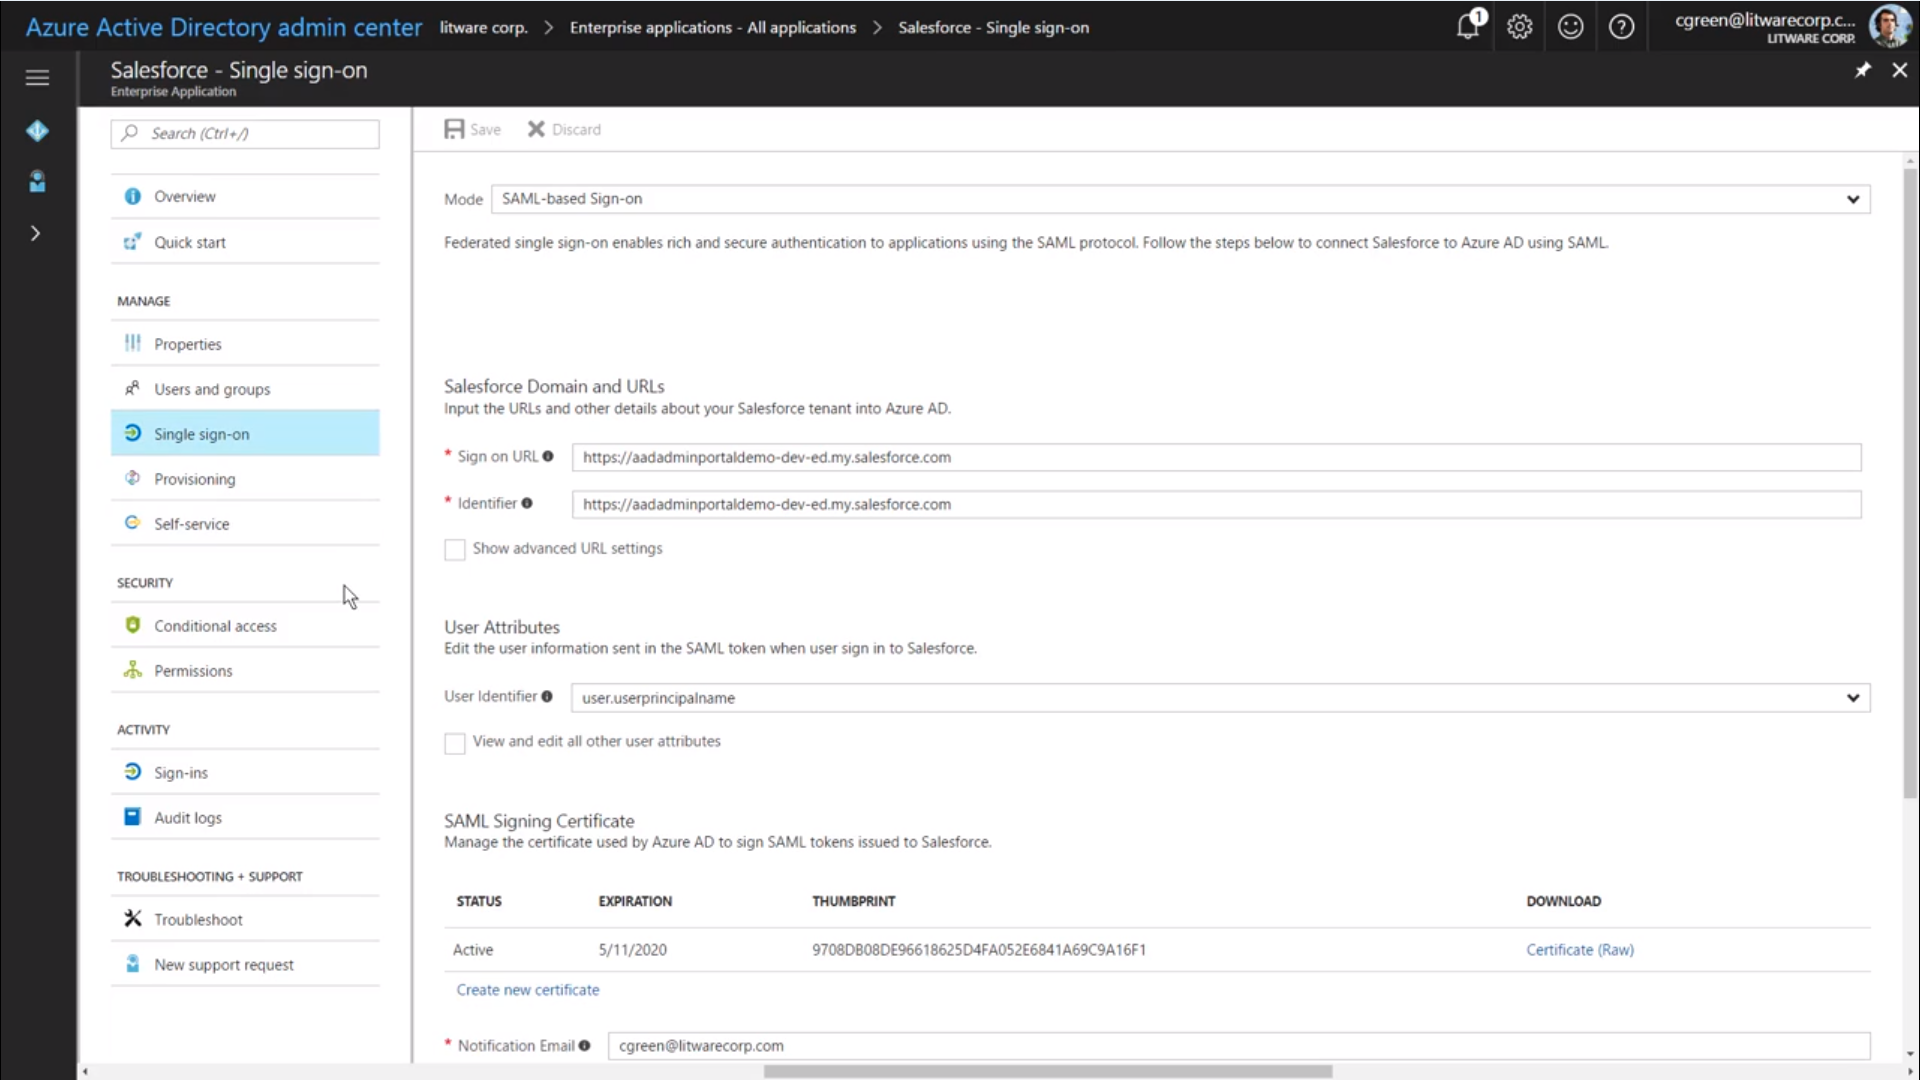 Azure Active Directory admin center
litware corp. > Enterprise applications - All applications > Salesforce - Single sign-on
1
cgreen@litwarecorp.c...
LITWARE CORP.
Salesforce - Single sign-on
Enterprise Application
Search (Ctrl+/)
Overview
Quick start
MANAGE
Properties
Users and groups
Single sign-on
Provisioning
Self-service
SECURITY
Conditional access
Permissions
ACTIVITY
Sign-ins
Audit logs
TROUBLESHOOTING + SUPPORT
Troubleshoot
New support request
Save Discard
Mode SAML-based Sign-on
Federated single sign-on enables rich and secure authentication to applications using the SAML protocol. Follow the steps below to connect Salesforce to Azure AD using SAML.
Salesforce Domain and URLs
Input the URLs and other details about your Salesforce tenant into Azure AD.
* Sign on URL https://aadadminportaldemo-dev-ed.my.salesforce.com
* Identifier https://aadadminportaldemo-dev-ed.my.salesforce.com
Show advanced URL settings
User Attributes
Edit the user information sent in the SAML token when user sign in to Salesforce.
User Identifier user.userprincipalname
View and edit all other user attributes
SAML Signing Certificate
Manage the certificate used by Azure AD to sign SAML tokens issued to Salesforce.
STATUS EXPIRATION THUMBPRINT DOWNLOAD
Active 5/11/2020 9708DB08DE96618625D4FA052E6841A69C9A16F1 Certificate (Raw)
Create new certificate
* Notification Email cgreen@litwarecorp.com